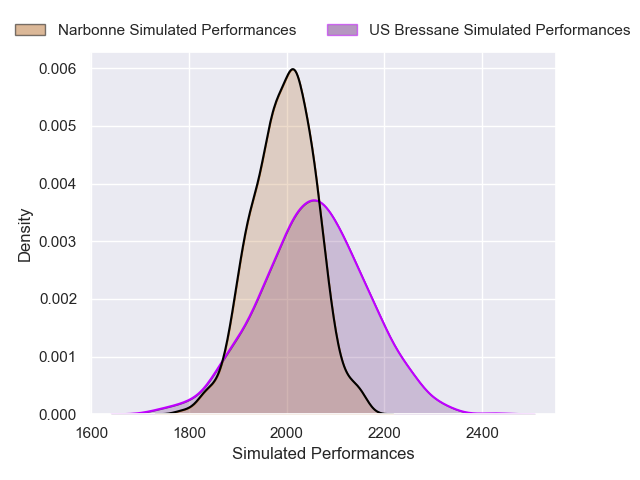 Narbonne Simulated Performances US Bressane Simulated Performances
0.006
0.005
0.004
0.003
0.002
0.001
0.000
Density
1600 1800 2000 2200 2400
Simulated Performances